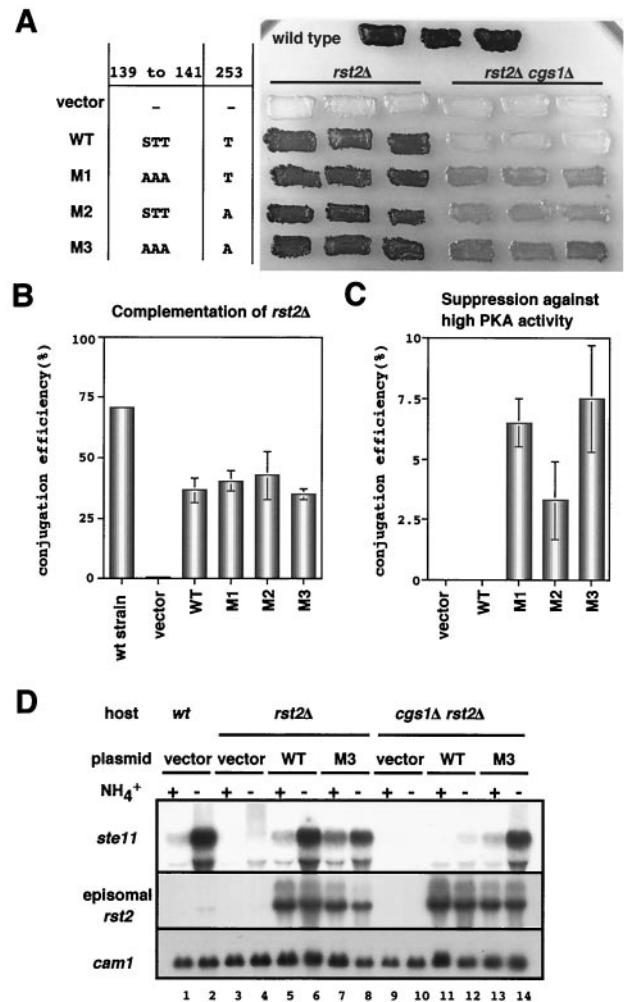 A
wild type
139 to 141 253
rst2Δ rst2Δ cgs1Δ
vector - -
WT STT T
M1 AAA T
M2 STT A
M3 AAA A
B
Complementation of rst2Δ
conjugation efficiency(%)
100
75
50
25
0
wt strain vector WT M1 M2 M3
C
Suppression against
high PKA activity
conjugation efficiency(%)
10
7.5
5
2.5
0
vector WT M1 M2 M3
D
host wt rst2Δ cgs1Δ rst2Δ
plasmid vector vector WT M3 vector WT M3
NH4+ + - + - + - + - + - + - + -
ste11
episomal
rst2
cam1
1 2 3 4 5 6 7 8 9 10 11 12 13 14